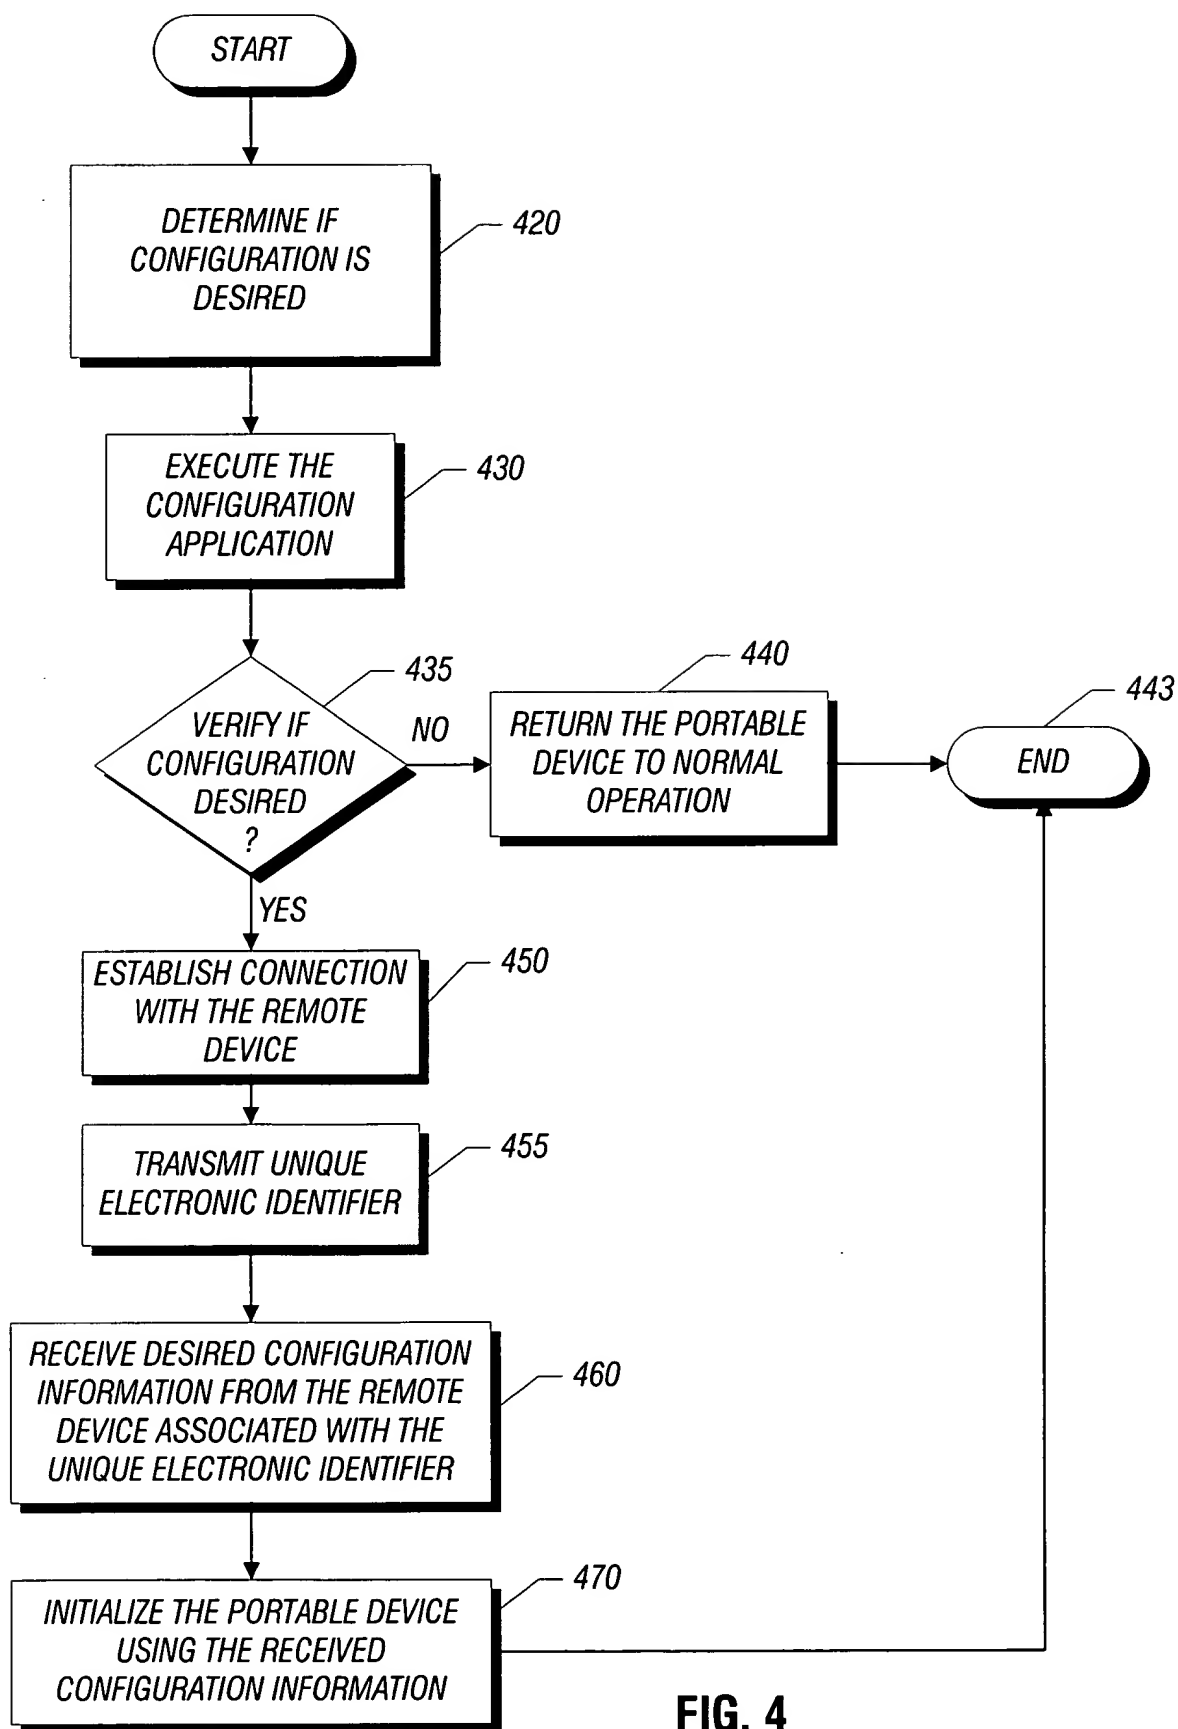 START
DETERMINE IF
CONFIGURATION IS
DESIRED
420
EXECUTE THE
CONFIGURATION
APPLICATION
430
VERIFY IF
CONFIGURATION
DESIRED
?
435
NO
RETURN THE PORTABLE
DEVICE TO NORMAL
OPERATION
440
END
443
YES
ESTABLISH CONNECTION
WITH THE REMOTE
DEVICE
450
TRANSMIT UNIQUE
ELECTRONIC IDENTIFIER
455
RECEIVE DESIRED CONFIGURATION
INFORMATION FROM THE REMOTE
DEVICE ASSOCIATED WITH THE
UNIQUE ELECTRONIC IDENTIFIER
460
INITIALIZE THE PORTABLE DEVICE
USING THE RECEIVED
CONFIGURATION INFORMATION
470
FIG. 4